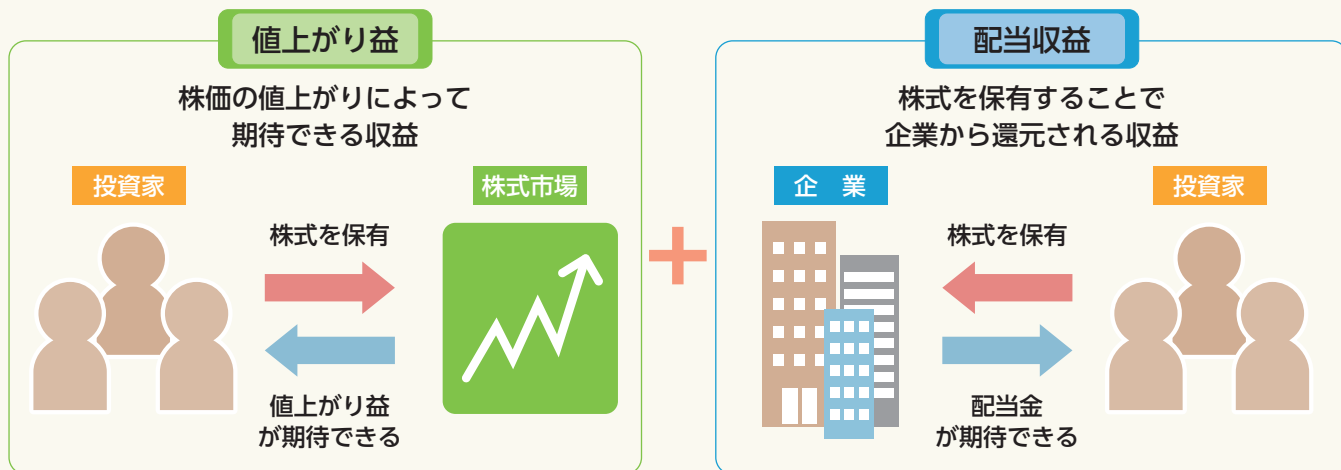 値上がり益
株価の値上がりによって
期待できる収益
投資家
株式市場
株式を保有
値上がり益
が期待できる
+
配当収益
株式を保有することで
企業から還元される収益
企 業
投資家
株式を保有
配当金
が期待できる